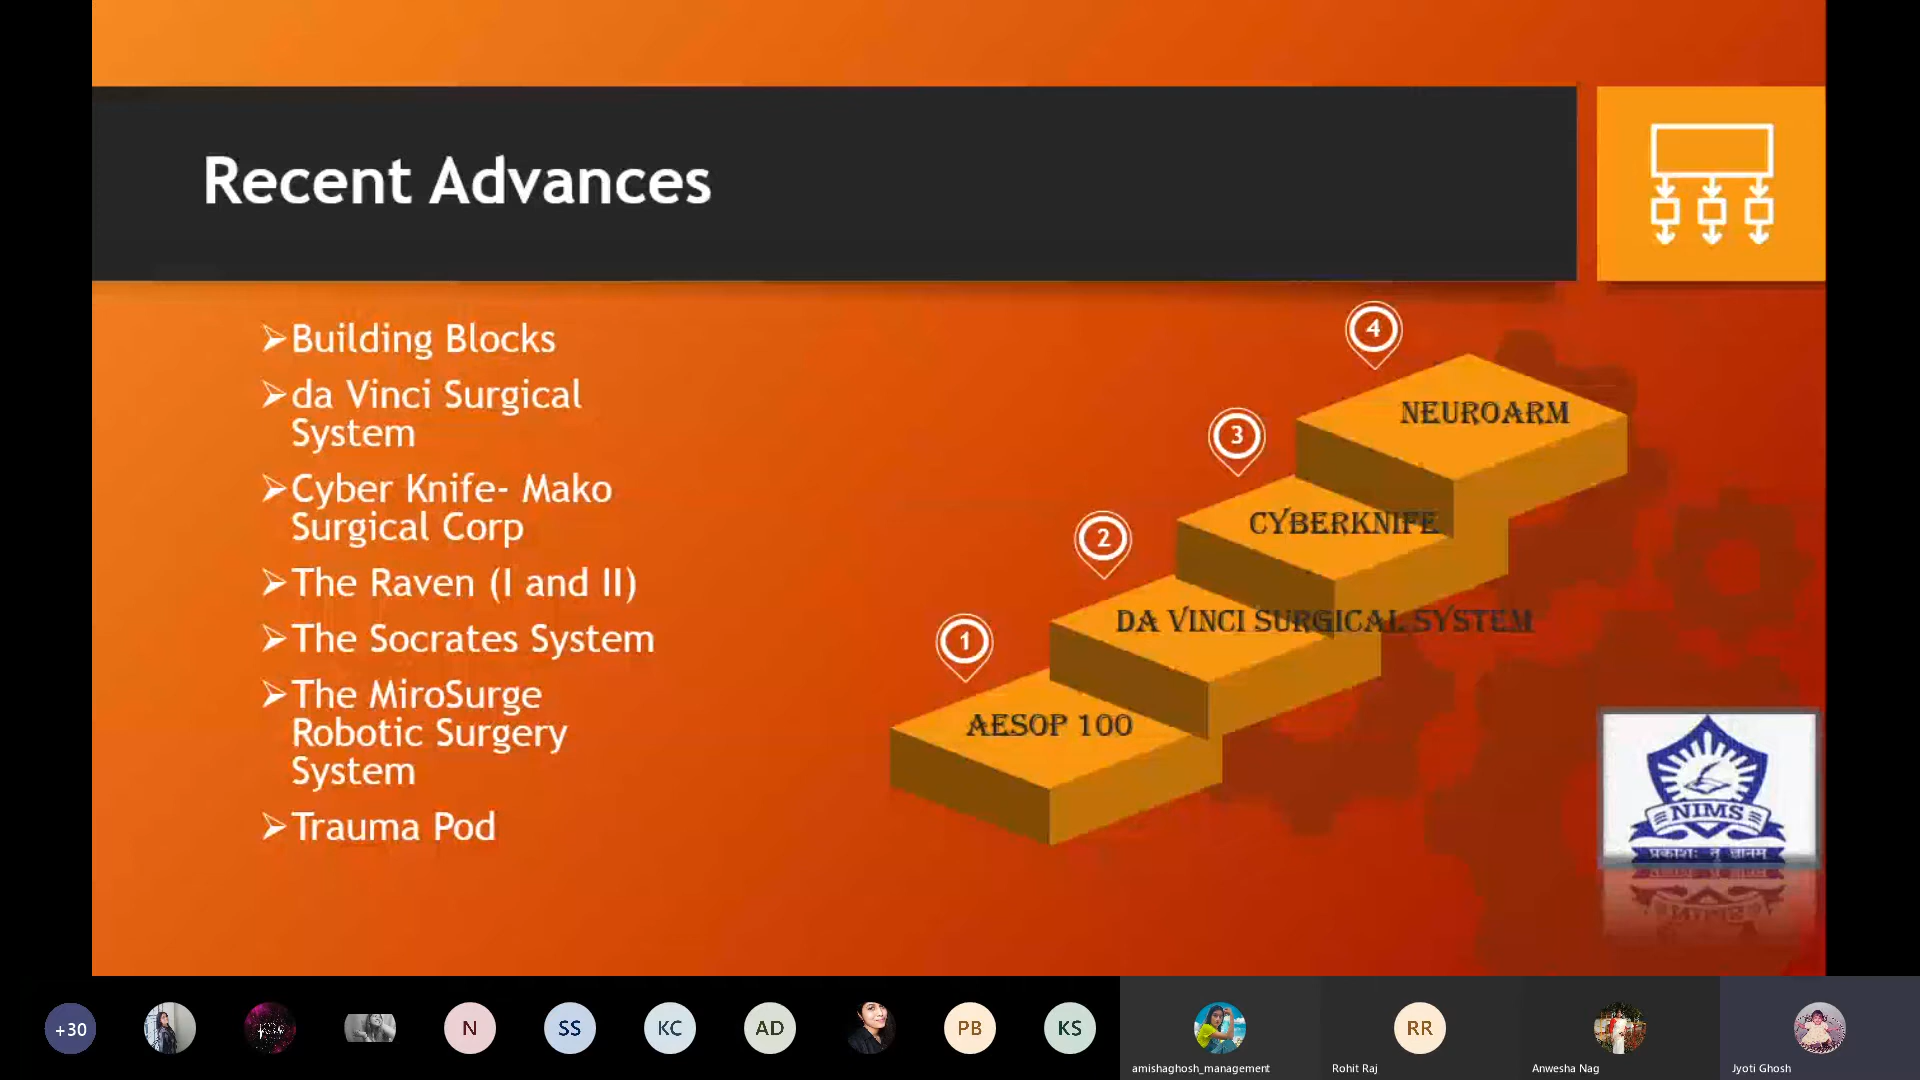 Recent Advances
➢Building Blocks
➢da Vinci Surgical
System
➢Cyber Knife- Mako
Surgical Corp
➢The Raven (I and II)
➢The Socrates System
➢The MiroSurge
Robotic Surgery
System
➢Trauma Pod
4
NEUROARM
3
CYBERKNIFE
2
DA VINCI SURGICAL SYSTEM
1
AESOP 100
NIMS
प्रकाशः नु ज्ञानम्
+30
N
SS
KC
AD
PB
KS
RR
amishaghosh_management
Rohit Raj
Anwesha Nag
Jyoti Ghosh